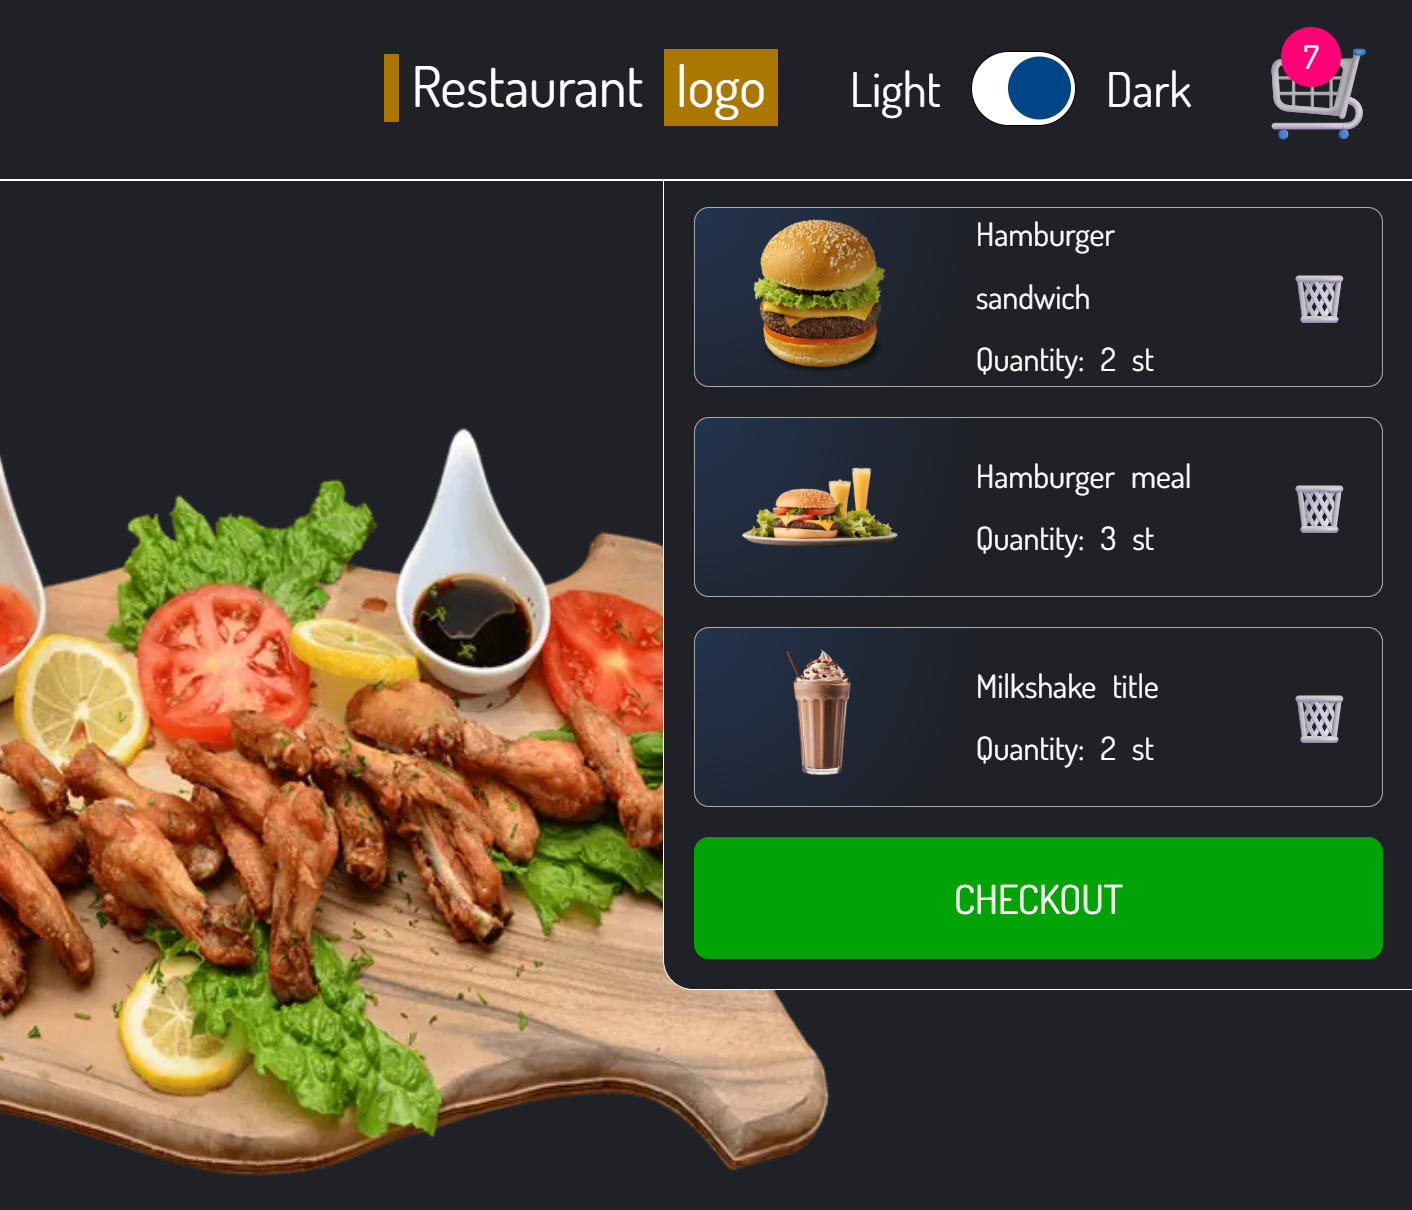 Restaurant logo
Light Dark
7
Hamburger
sandwich
Quantity: 2 st
Hamburger meal
Quantity: 3 st
Milkshake title
Quantity: 2 st
CHECKOUT